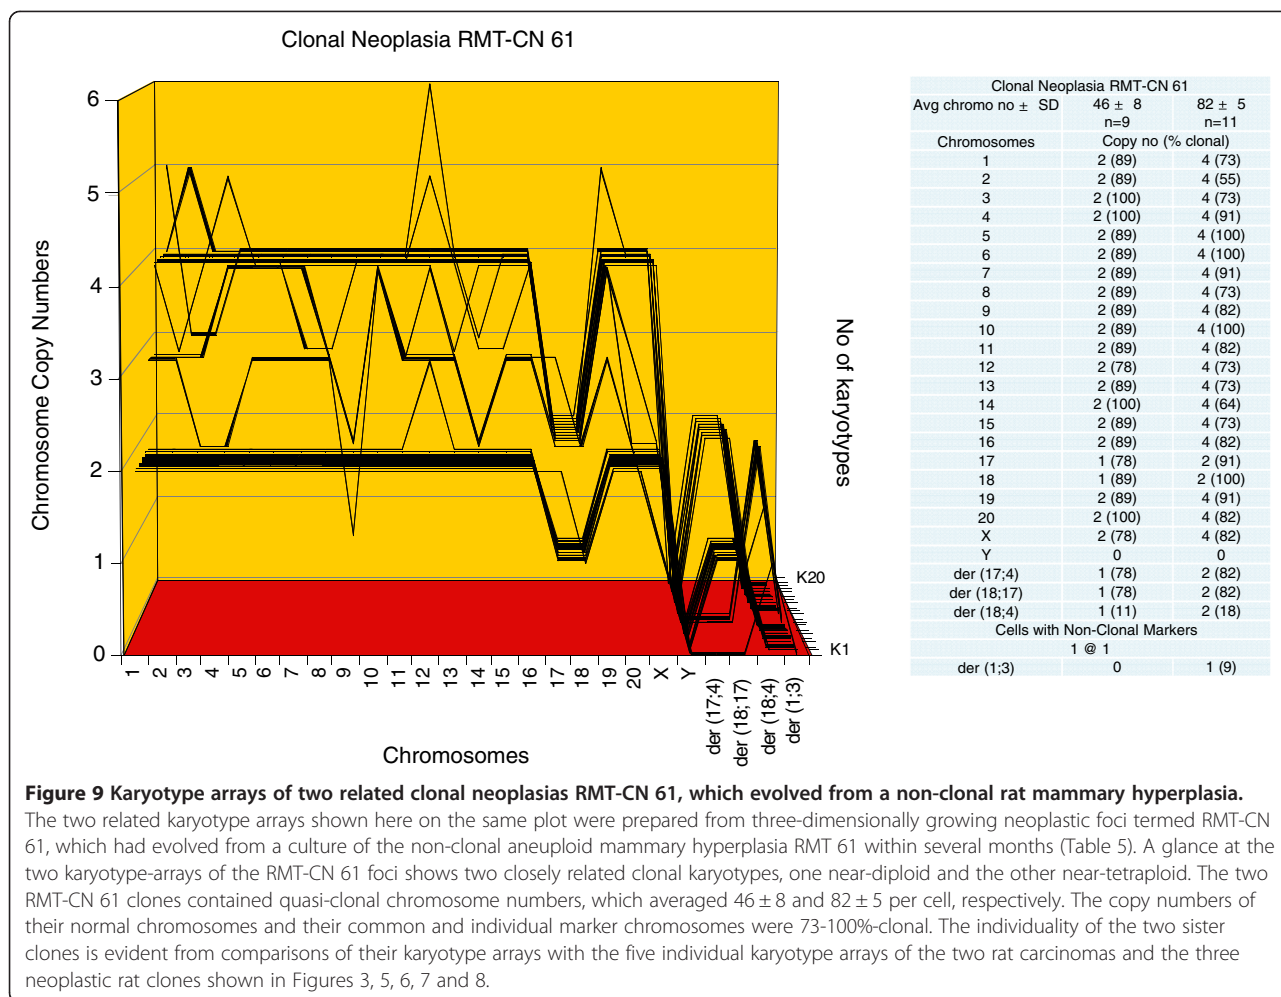 Clonal Neoplasia RMT-CN 61
6
5
4
3
2
1
0
Chromosome Copy Numbers
No of karyotypes
K20
K1
1 2 3 4 5 6 7 8 9 10 11 12 13 14 15 16 17 18 19 20 X Y der (17;4) der (18;17) der (18;4) der (1;3)
Chromosomes
Clonal Neoplasia RMT-CN 61
Avg chromo no ± SD 46 ± 8 82 ± 5
n=9 n=11
Chromosomes Copy no (% clonal)
1 2 (89) 4 (73)
2 2 (89) 4 (55)
3 2 (100) 4 (73)
4 2 (100) 4 (91)
5 2 (89) 4 (100)
6 2 (89) 4 (100)
7 2 (89) 4 (91)
8 2 (89) 4 (73)
9 2 (89) 4 (82)
10 2 (89) 4 (100)
11 2 (89) 4 (82)
12 2 (78) 4 (73)
13 2 (89) 4 (73)
14 2 (100) 4 (64)
15 2 (89) 4 (73)
16 2 (89) 4 (82)
17 1 (78) 2 (91)
18 1 (89) 2 (100)
19 2 (89) 4 (91)
20 2 (100) 4 (82)
X 2 (78) 4 (82)
Y 0 0
der (17;4) 1 (78) 2 (82)
der (18;17) 1 (78) 2 (82)
der (18;4) 1 (11) 2 (18)
Cells with Non-Clonal Markers
1 @ 1
der (1;3) 0 1 (9)
Figure 9 Karyotype arrays of two related clonal neoplasias RMT-CN 61, which evolved from a non-clonal rat mammary hyperplasia.
The two related karyotype arrays shown here on the same plot were prepared from three-dimensionally growing neoplastic foci termed RMT-CN
61, which had evolved from a culture of the non-clonal aneuploid mammary hyperplasia RMT 61 within several months (Table 5). A glance at the
two karyotype-arrays of the RMT-CN 61 foci shows two closely related clonal karyotypes, one near-diploid and the other near-tetraploid. The two
RMT-CN 61 clones contained quasi-clonal chromosome numbers, which averaged 46 ± 8 and 82 ± 5 per cell, respectively. The copy numbers of
their normal chromosomes and their common and individual marker chromosomes were 73-100%-clonal. The individuality of the two sister
clones is evident from comparisons of their karyotype arrays with the five individual karyotype arrays of the two rat carcinomas and the three
neoplastic rat clones shown in Figures 3, 5, 6, 7 and 8.